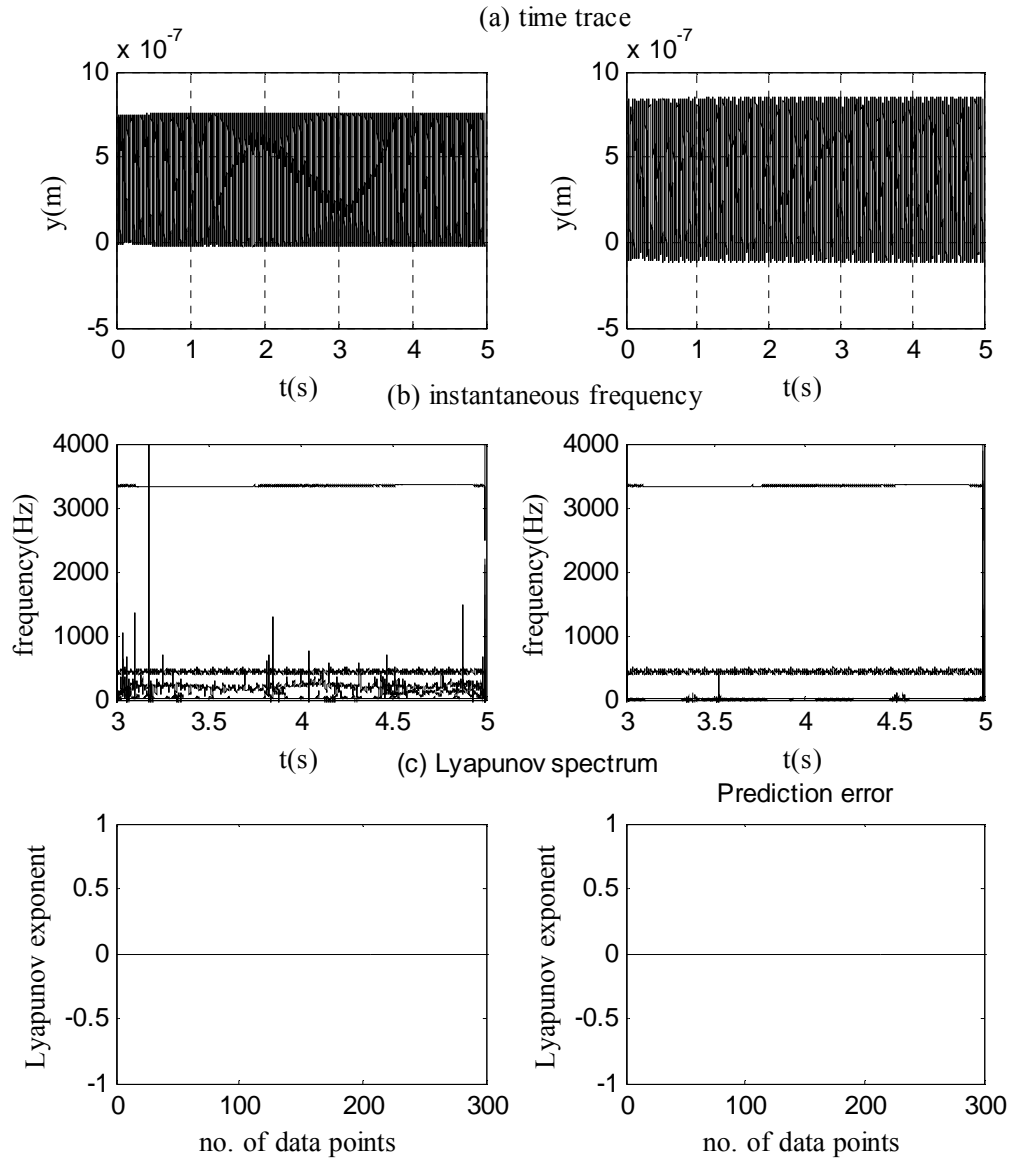 (a) time trace
x 10-7
x 10-7
10
5
0
-5
y(m)
0 1 2 3 4 5
t(s)
10
5
0
-5
y(m)
0 1 2 3 4 5
t(s)
(b) instantaneous frequency
4000
3000
2000
1000
0
frequency(Hz)
3 3.5 4 4.5 5
t(s)
4000
3000
2000
1000
0
frequency(Hz)
3 3.5 4 4.5 5
t(s)
(c) Lyapunov spectrum
Prediction error
1
0.5
0
-0.5
-1
Lyapunov exponent
0 100 200 300
no. of data points
1
0.5
0
-0.5
-1
Lyapunov exponent
0 100 200 300
no. of data points